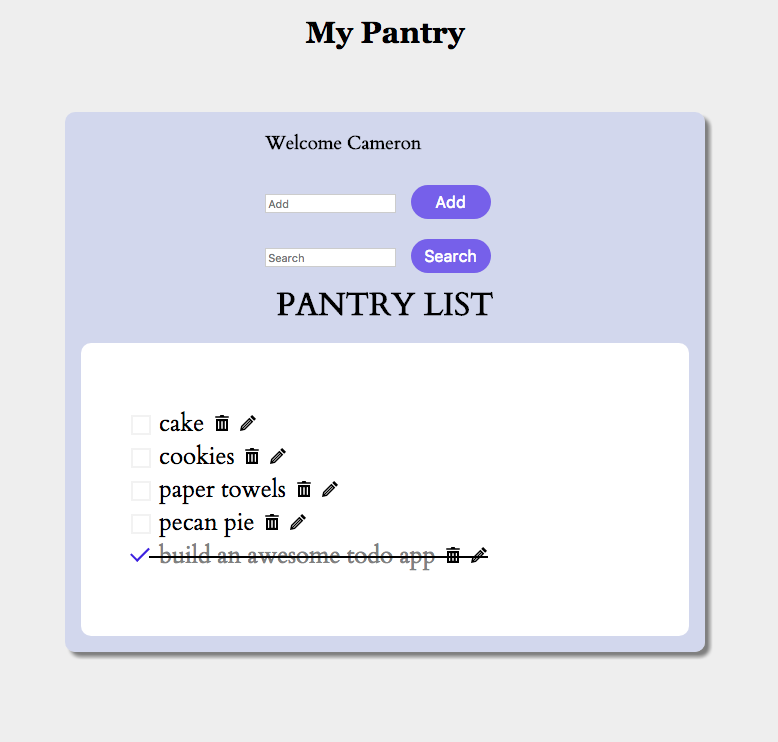 My Pantry
Welcome Cameron
Add Add
Search Search
PANTRY LIST
cake
cookies
paper towels
pecan pie
build an awesome todo app